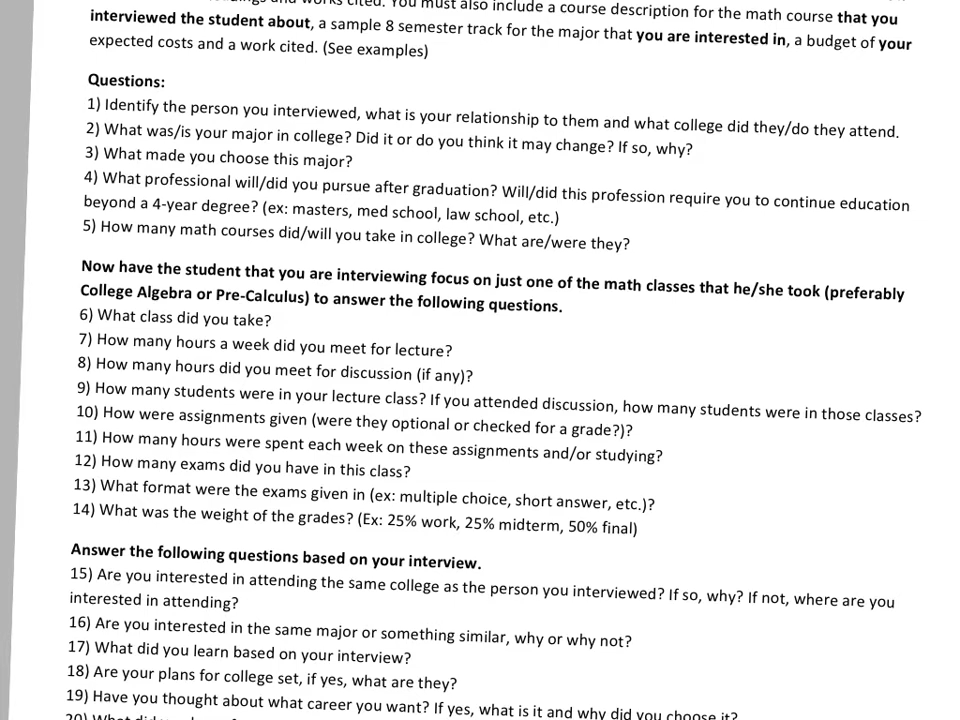 works cited. You must also include a course description for the math course that you
interviewed the student about, a sample 8 semester track for the major that you are interested in, a budget of your
expected costs and a work cited. (See examples)
Questions:
1) Identify the person you interviewed, what is your relationship to them and what college did they/do they attend.
2) What was/is your major in college? Did it or do you think it may change? If so, why?
3) What made you choose this major?
4) What professional will/did you pursue after graduation? Will/did this profession require you to continue education
beyond a 4-year degree? (ex: masters, med school, law school, etc.)
5) How many math courses did/will you take in college? What are/were they?
Now have the student that you are interviewing focus on just one of the math classes that he/she took (preferably
College Algebra or Pre-Calculus) to answer the following questions.
6) What class did you take?
7) How many hours a week did you meet for lecture?
8) How many hours did you meet for discussion (if any)?
9) How many students were in your lecture class? If you attended discussion, how many students were in those classes?
10) How were assignments given (were they optional or checked for a grade?)?
11) How many hours were spent each week on these assignments and/or studying?
12) How many exams did you have in this class?
13) What format were the exams given in (ex: multiple choice, short answer, etc.)?
14) What was the weight of the grades? (Ex: 25% work, 25% midterm, 50% final)
Answer the following questions based on your interview.
15) Are you interested in attending the same college as the person you interviewed? If so, why? If not, where are you
interested in attending?
16) Are you interested in the same major or something similar, why or why not?
17) What did you learn based on your interview?
18) Are your plans for college set, if yes, what are they?
19) Have you thought about what career you want? If yes, what is it and why did you choose it?
20) What did